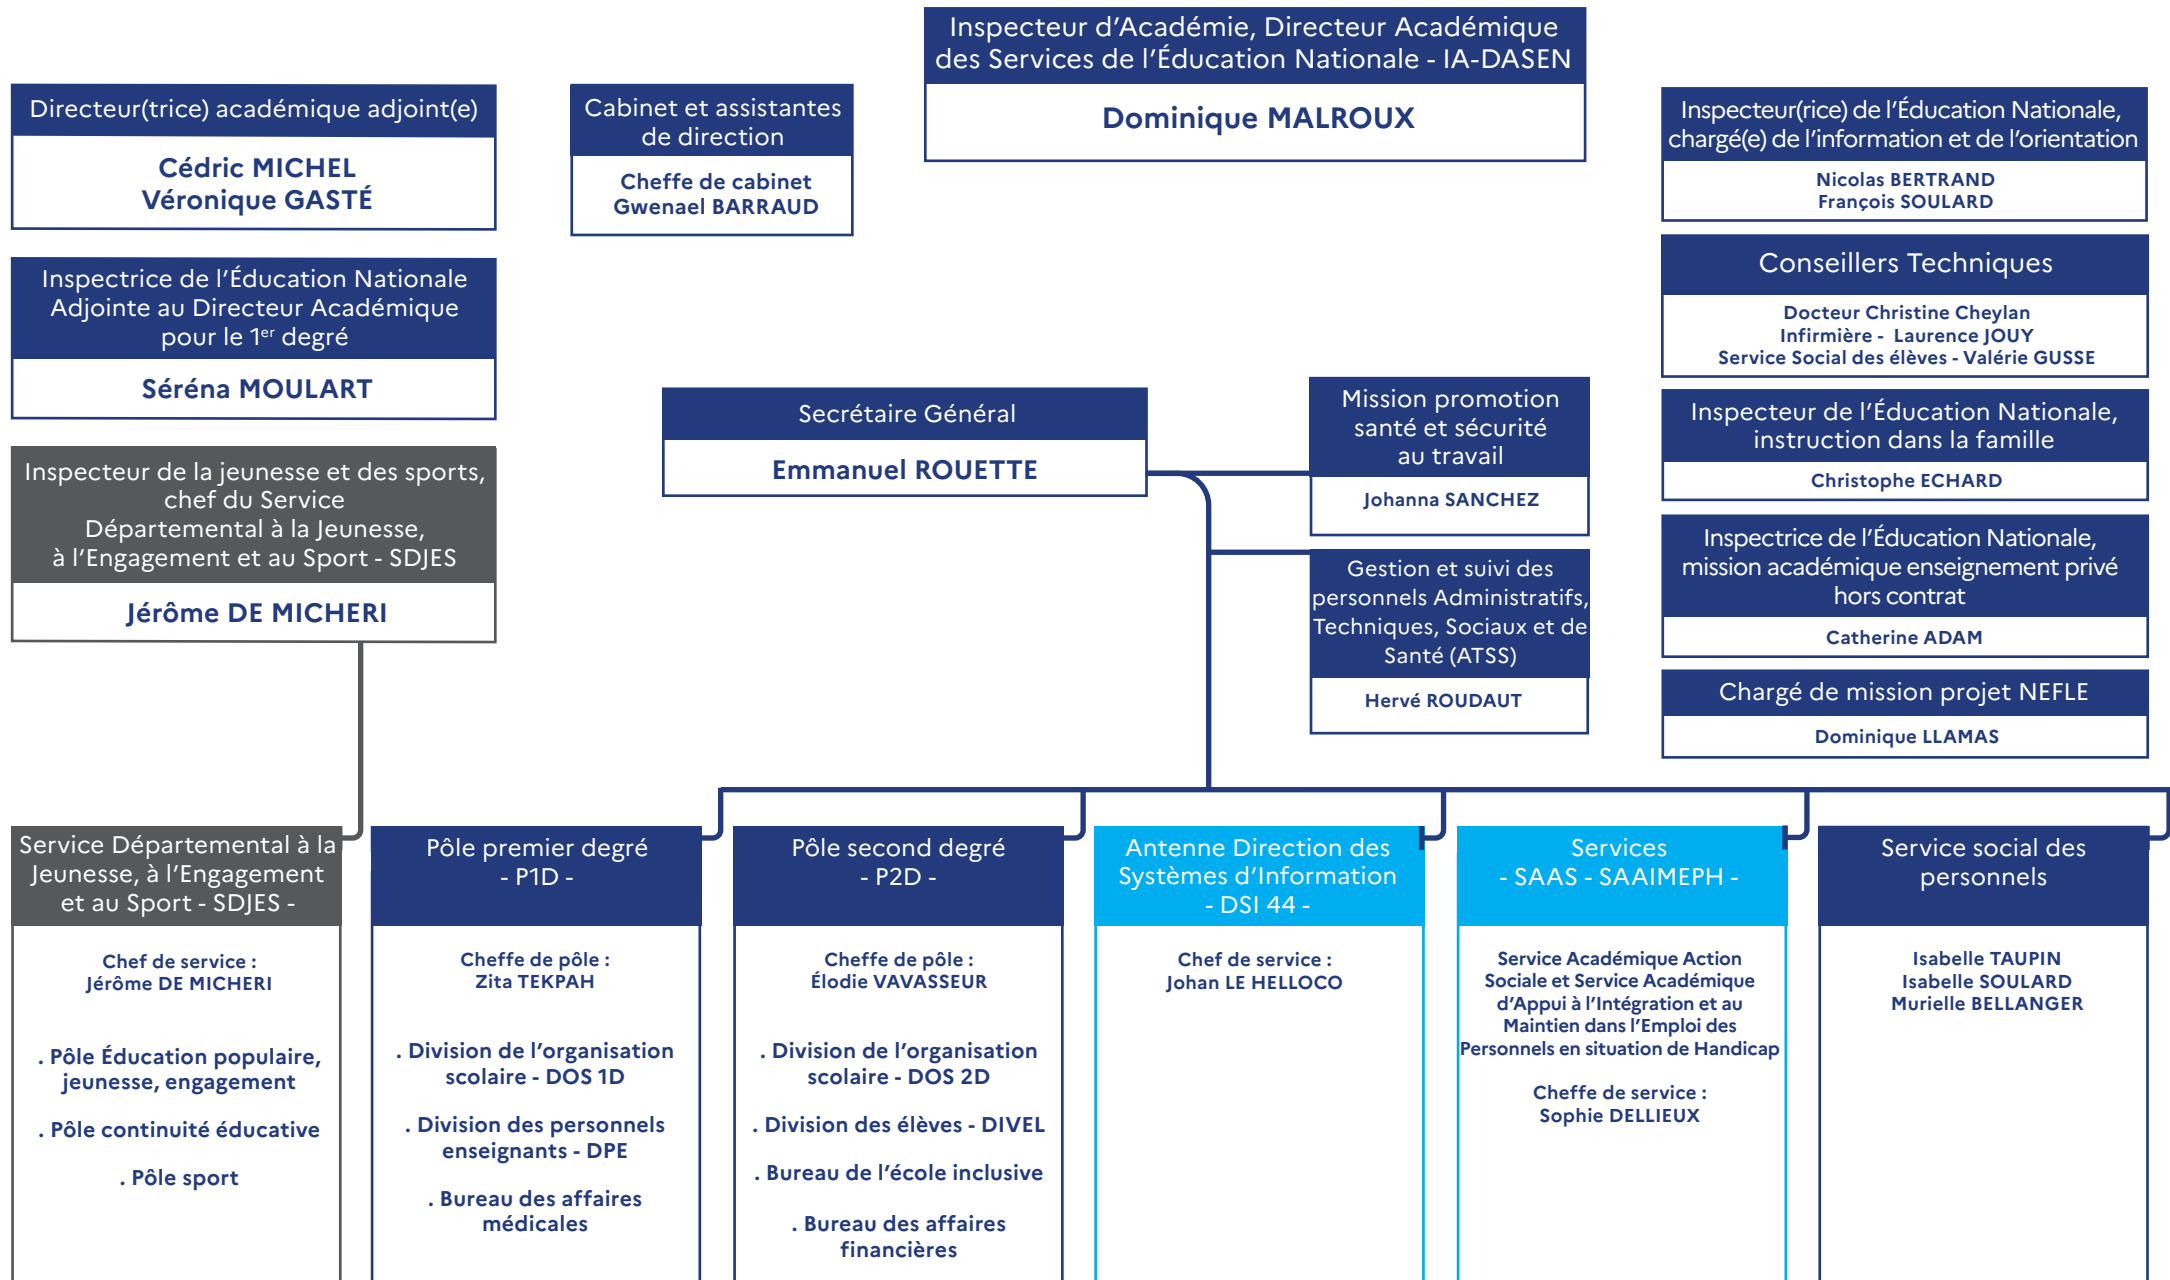 Inspecteur d'Académie, Directeur Académique
des Services de l'Éducation Nationale - IA-DASEN
Dominique MALROUX
Directeur(trice) académique adjoint(e)
Cédric MICHEL
Véronique GASTÉ
Cabinet et assistantes
de direction
Cheffe de cabinet
Gwenael BARRAUD
Inspecteur(rice) de l'Éducation Nationale,
chargé(e) de l'information et de l'orientation
Nicolas BERTRAND
François SOULARD
Inspectrice de l'Éducation Nationale
Adjointe au Directeur Académique
pour le 1er degré
Séréna MOULART
Conseillers Techniques
Docteur Christine Cheylan
Infirmière - Laurence JOUY
Service Social des élèves - Valérie GUSSE
Inspecteur de la jeunesse et des sports,
chef du Service
Départemental à la Jeunesse,
à l'Engagement et au Sport - SDJES
Jérôme DE MICHERI
Secrétaire Général
Emmanuel ROUETTE
Mission promotion
santé et sécurité
au travail
Johanna SANCHEZ
Gestion et suivi des
personnels Administratifs,
Techniques, Sociaux et de
Santé (ATSS)
Hervé ROUDAUT
Inspecteur de l'Éducation Nationale,
instruction dans la famille
Christophe ECHARD
Inspectrice de l'Éducation Nationale,
mission académique enseignement privé
hors contrat
Catherine ADAM
Chargé de mission projet NEFLE
Dominique LLAMAS
Service Départemental à la
Jeunesse, à l'Engagement
et au Sport - SDJES -
Chef de service :
Jérôme DE MICHERI
. Pôle Éducation populaire,
jeunesse, engagement
. Pôle continuité éducative
. Pôle sport
Pôle premier degré
- P1D -
Cheffe de pôle :
Zita TEKPAH
. Division de l'organisation
scolaire - DOS 1D
. Division des personnels
enseignants - DPE
. Bureau des affaires
médicales
Pôle second degré
- P2D -
Cheffe de pôle :
Élodie VAVASSEUR
. Division de l'organisation
scolaire - DOS 2D
. Division des élèves - DIVEL
. Bureau de l'école inclusive
. Bureau des affaires
financières
Antenne Direction des
Systèmes d'Information
- DSI 44 -
Chef de service :
Johan LE HELLOCO
Services
- SAAS - SAAIMEPH -
Service Académique Action
Sociale et Service Académique
d'Appui à l'Intégration et au
Maintien dans l'Emploi des
Personnels en situation de Handicap
Cheffe de service :
Sophie DELLIEUX
Service social des
personnels
Isabelle TAUPIN
Isabelle SOULARD
Murielle BELLANGER